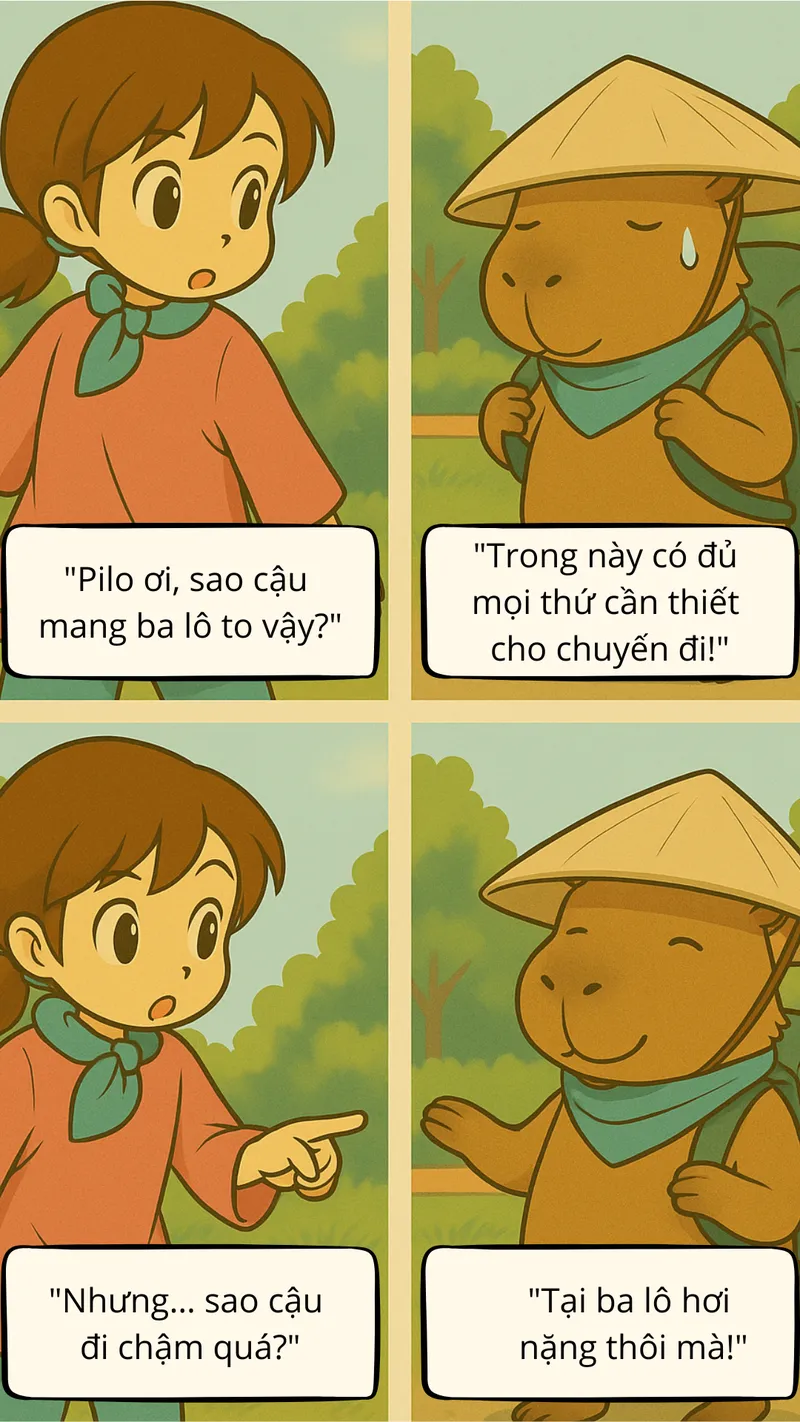 "Pilo ơi, sao cậu
mang ba lô to vậy?"
"Trong này có đủ
mọi thứ cần thiết
cho chuyến đi!"
"Nhưng... sao cậu
đi chậm quá?"
"Tại ba lô hơi
nặng thôi mà!"